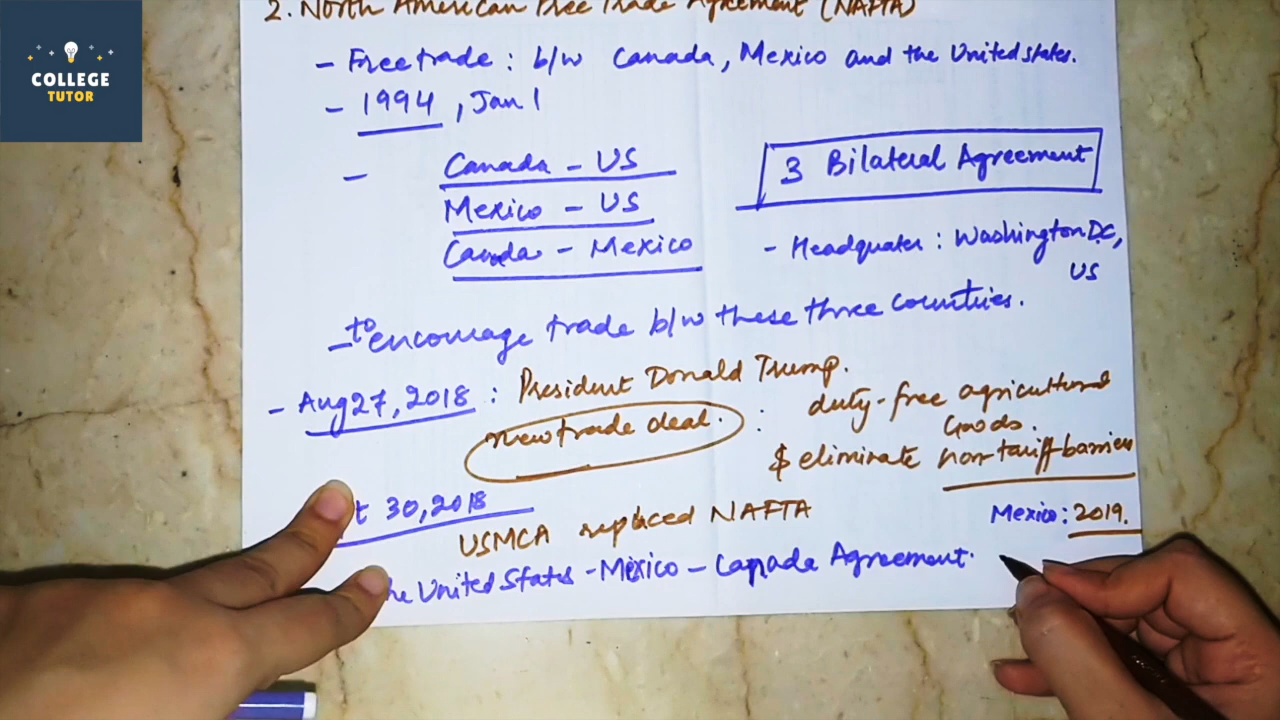 COLLEGE
TUTOR
2. North American Free Trade Agreement (NAFTA)
- Free trade : b/w Canada, Mexico and the United States.
- 1994 , Jan 1
- Canada - US
Mexico - US
Canda - Mexico
3 Bilateral Agreement
- Headquater : Washington D.C,
US
- to encourage trade b/w these three countries.
- Aug 27, 2018 : President Donald Trump.
new trade deal. : duty-free agricultural
Goods.
& eliminate non-tariff-barriers
t 30, 2018
USMCA replaced NAFTA
Mexico : 2019.
he United States - Mexico - Canada Agreement.